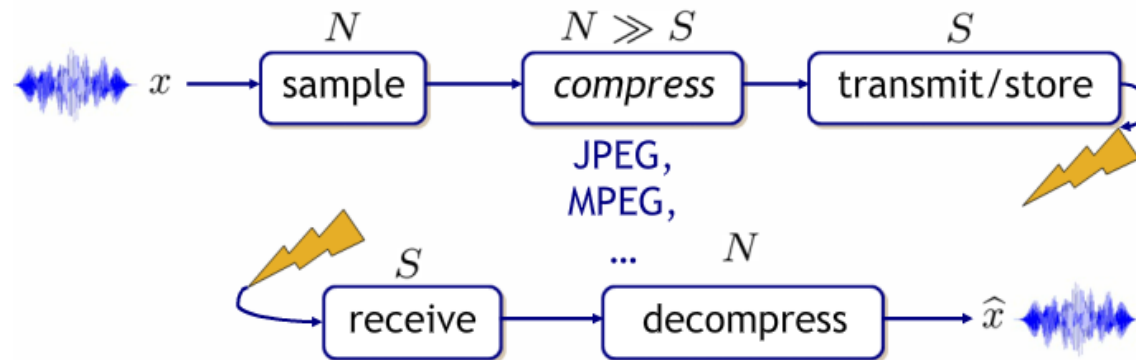 N N ≫ S S
x sample compress transmit/store
JPEG,
MPEG,
...
S N
receive decompress x̂